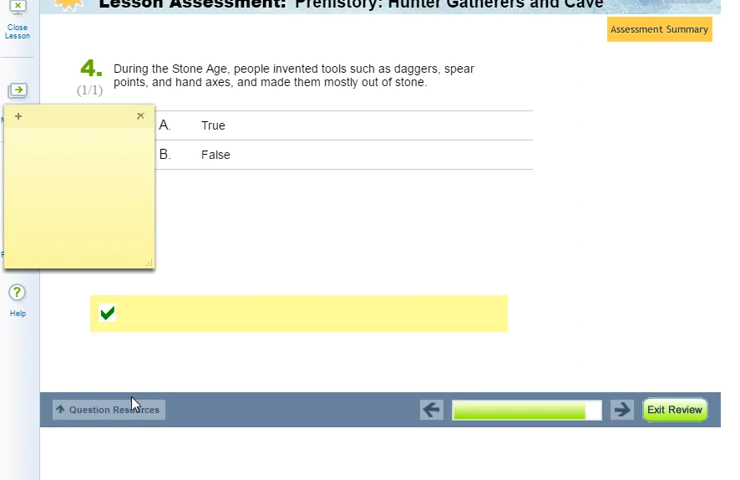 Lesson Assessment: Prehistory: Hunter Gatherers and Cave
Close
Lesson
Assessment Summary
4. During the Stone Age, people invented tools such as daggers, spear
(1/1) points, and hand axes, and made them mostly out of stone.
A. True
B. False
Help
Question Resources
Exit Review